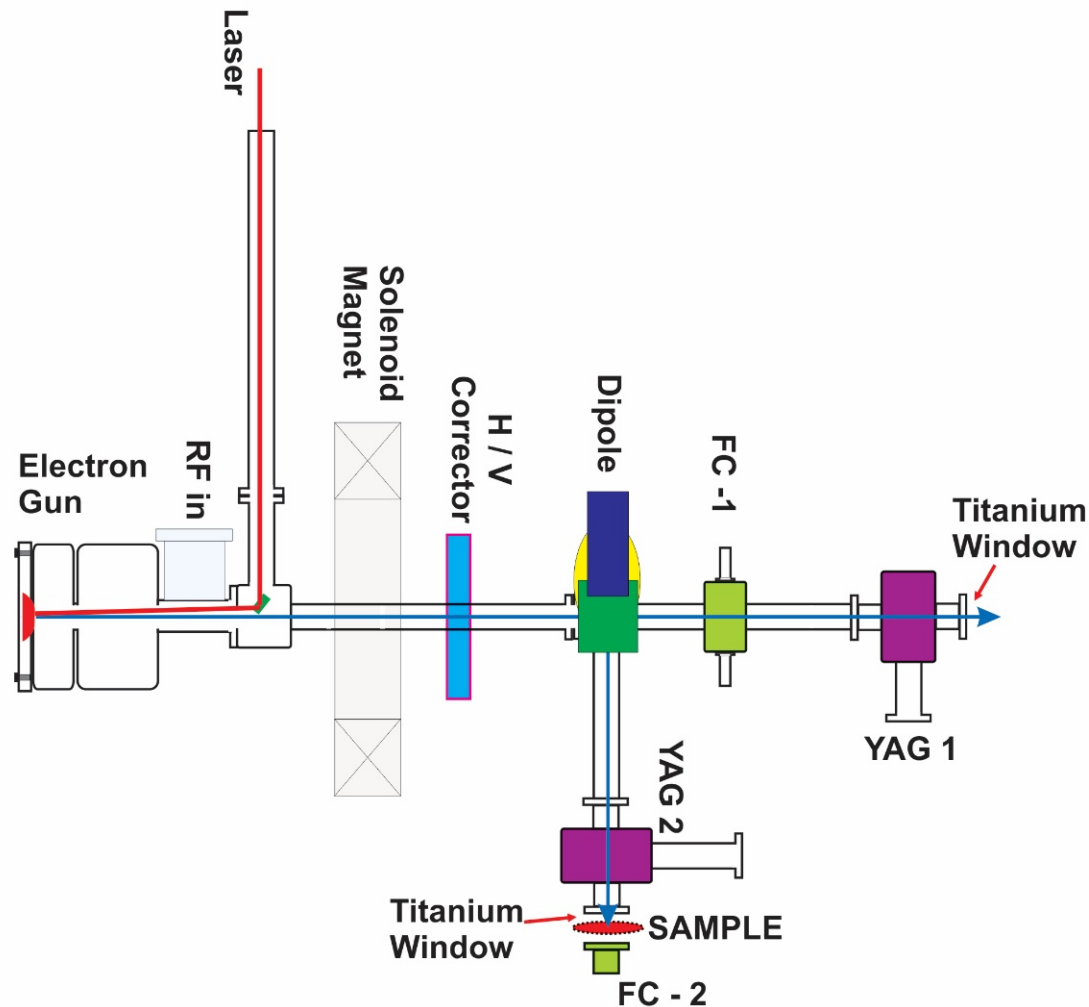 Laser
Solenoid
Magnet
H / V
Corrector
Dipole
FC -1
Electron
Gun
RF in
Titanium
Window
YAG 1
YAG 2
Titanium
Window
SAMPLE
FC - 2